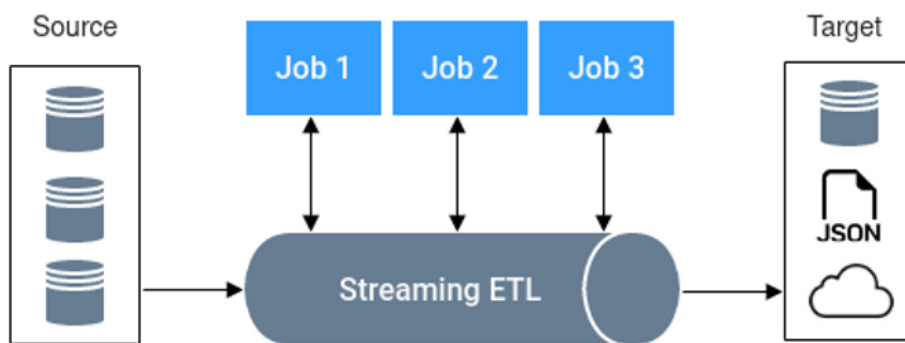 Source
Target
Job 1
Job 2
Job 3
JSON
Streaming ETL